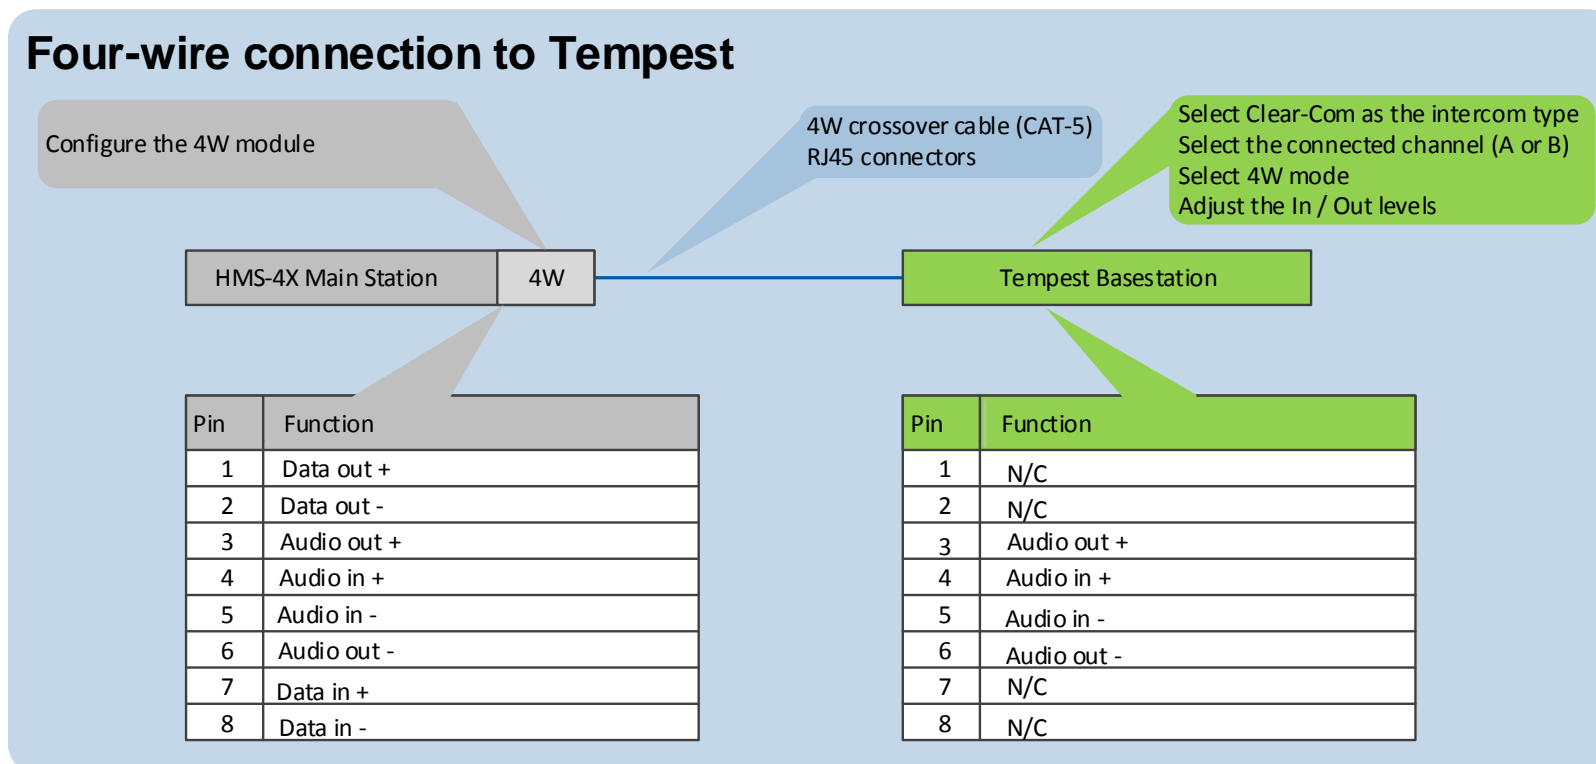 Four-wire connection to Tempest
Configure the 4W module
4W crossover cable (CAT-5)
RJ45 connectors
Select Clear-Com as the intercom type
Select the connected channel (A or B)
Select 4W mode
Adjust the In / Out levels
HMS-4X Main Station
4W
Tempest Basestation
Pin Function
1 Data out +
2 Data out -
3 Audio out +
4 Audio in +
5 Audio in -
6 Audio out -
7 Data in +
8 Data in -
Pin Function
1 N/C
2 N/C
3 Audio out +
4 Audio in +
5 Audio in -
6 Audio out -
7 N/C
8 N/C